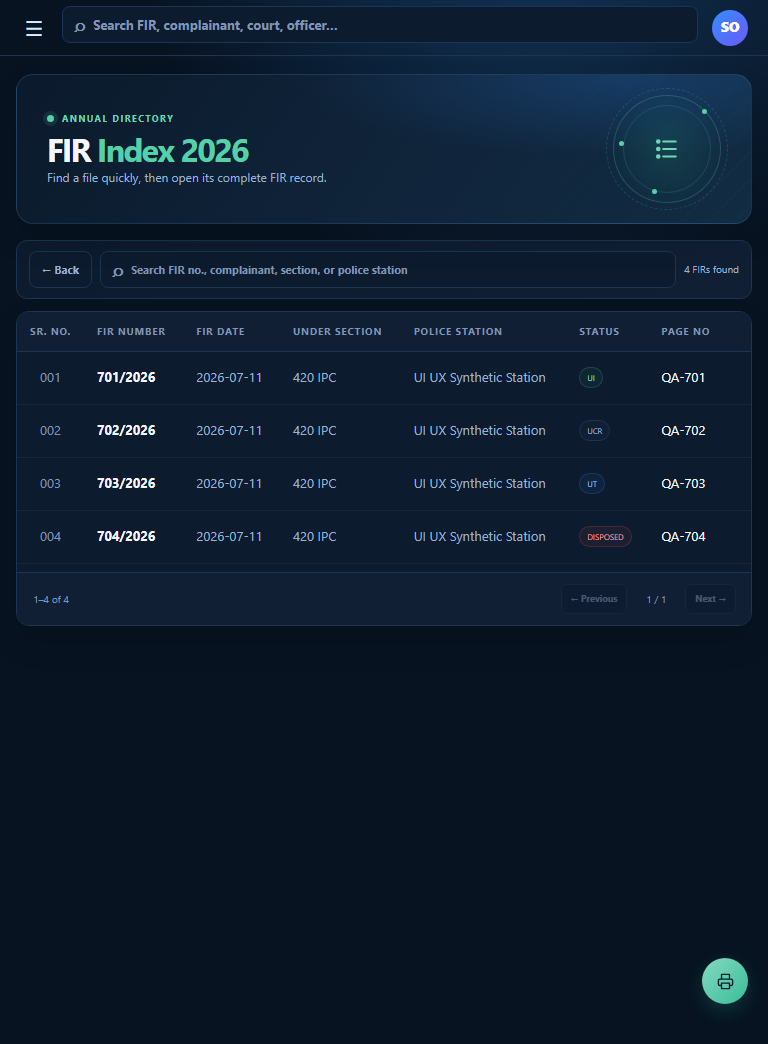 Search FIR, complainant, court, officer...
SO
ANNUAL DIRECTORY
FIR Index 2026
Find a file quickly, then open its complete FIR record.
← Back
Search FIR no., complainant, section, or police station
4 FIRs found
SR. NO. FIR NUMBER FIR DATE UNDER SECTION POLICE STATION STATUS PAGE NO
001 701/2026 2026-07-11 420 IPC UI UX Synthetic Station UI QA-701
002 702/2026 2026-07-11 420 IPC UI UX Synthetic Station UCR QA-702
003 703/2026 2026-07-11 420 IPC UI UX Synthetic Station UT QA-703
004 704/2026 2026-07-11 420 IPC UI UX Synthetic Station DISPOSED QA-704
1–4 of 4 ← Previous 1 / 1 Next →